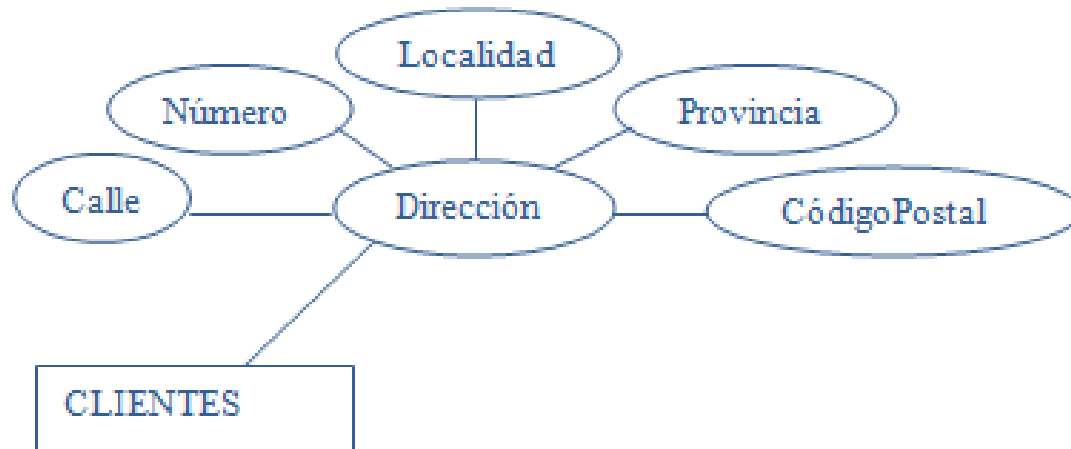 Localidad
Número
Provincia
Calle
Dirección
CódigoPostal
CLIENTES